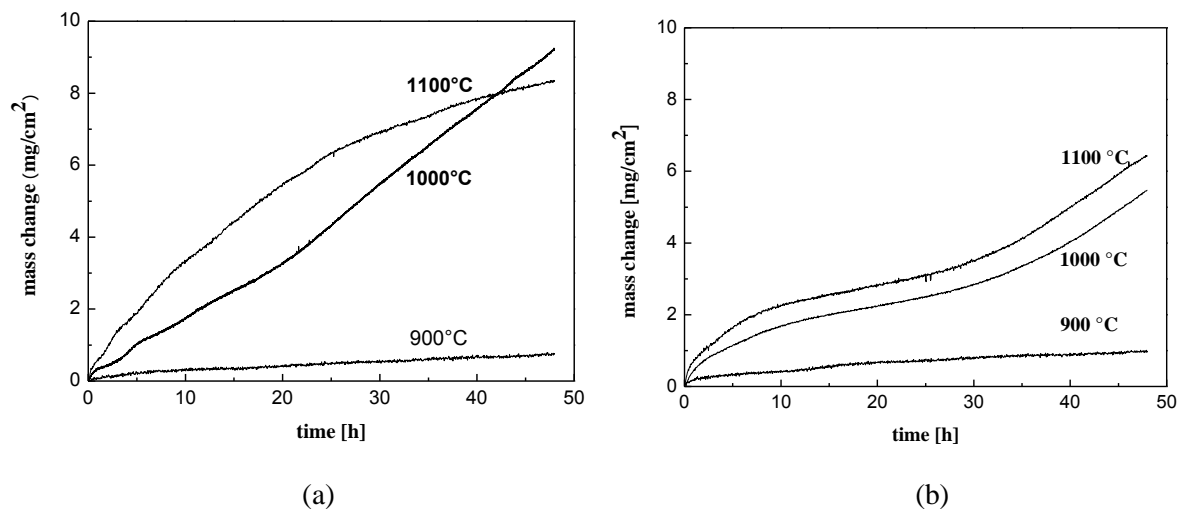 10
8
6
4
2
0
mass change (mg/cm²)
1100°C
1000°C
900°C
0 10 20 30 40 50
time [h]
(a)
10
8
6
4
2
0
mass change [mg/cm²]
1100 °C
1000 °C
900 °C
0 10 20 30 40 50
time [h]
(b)